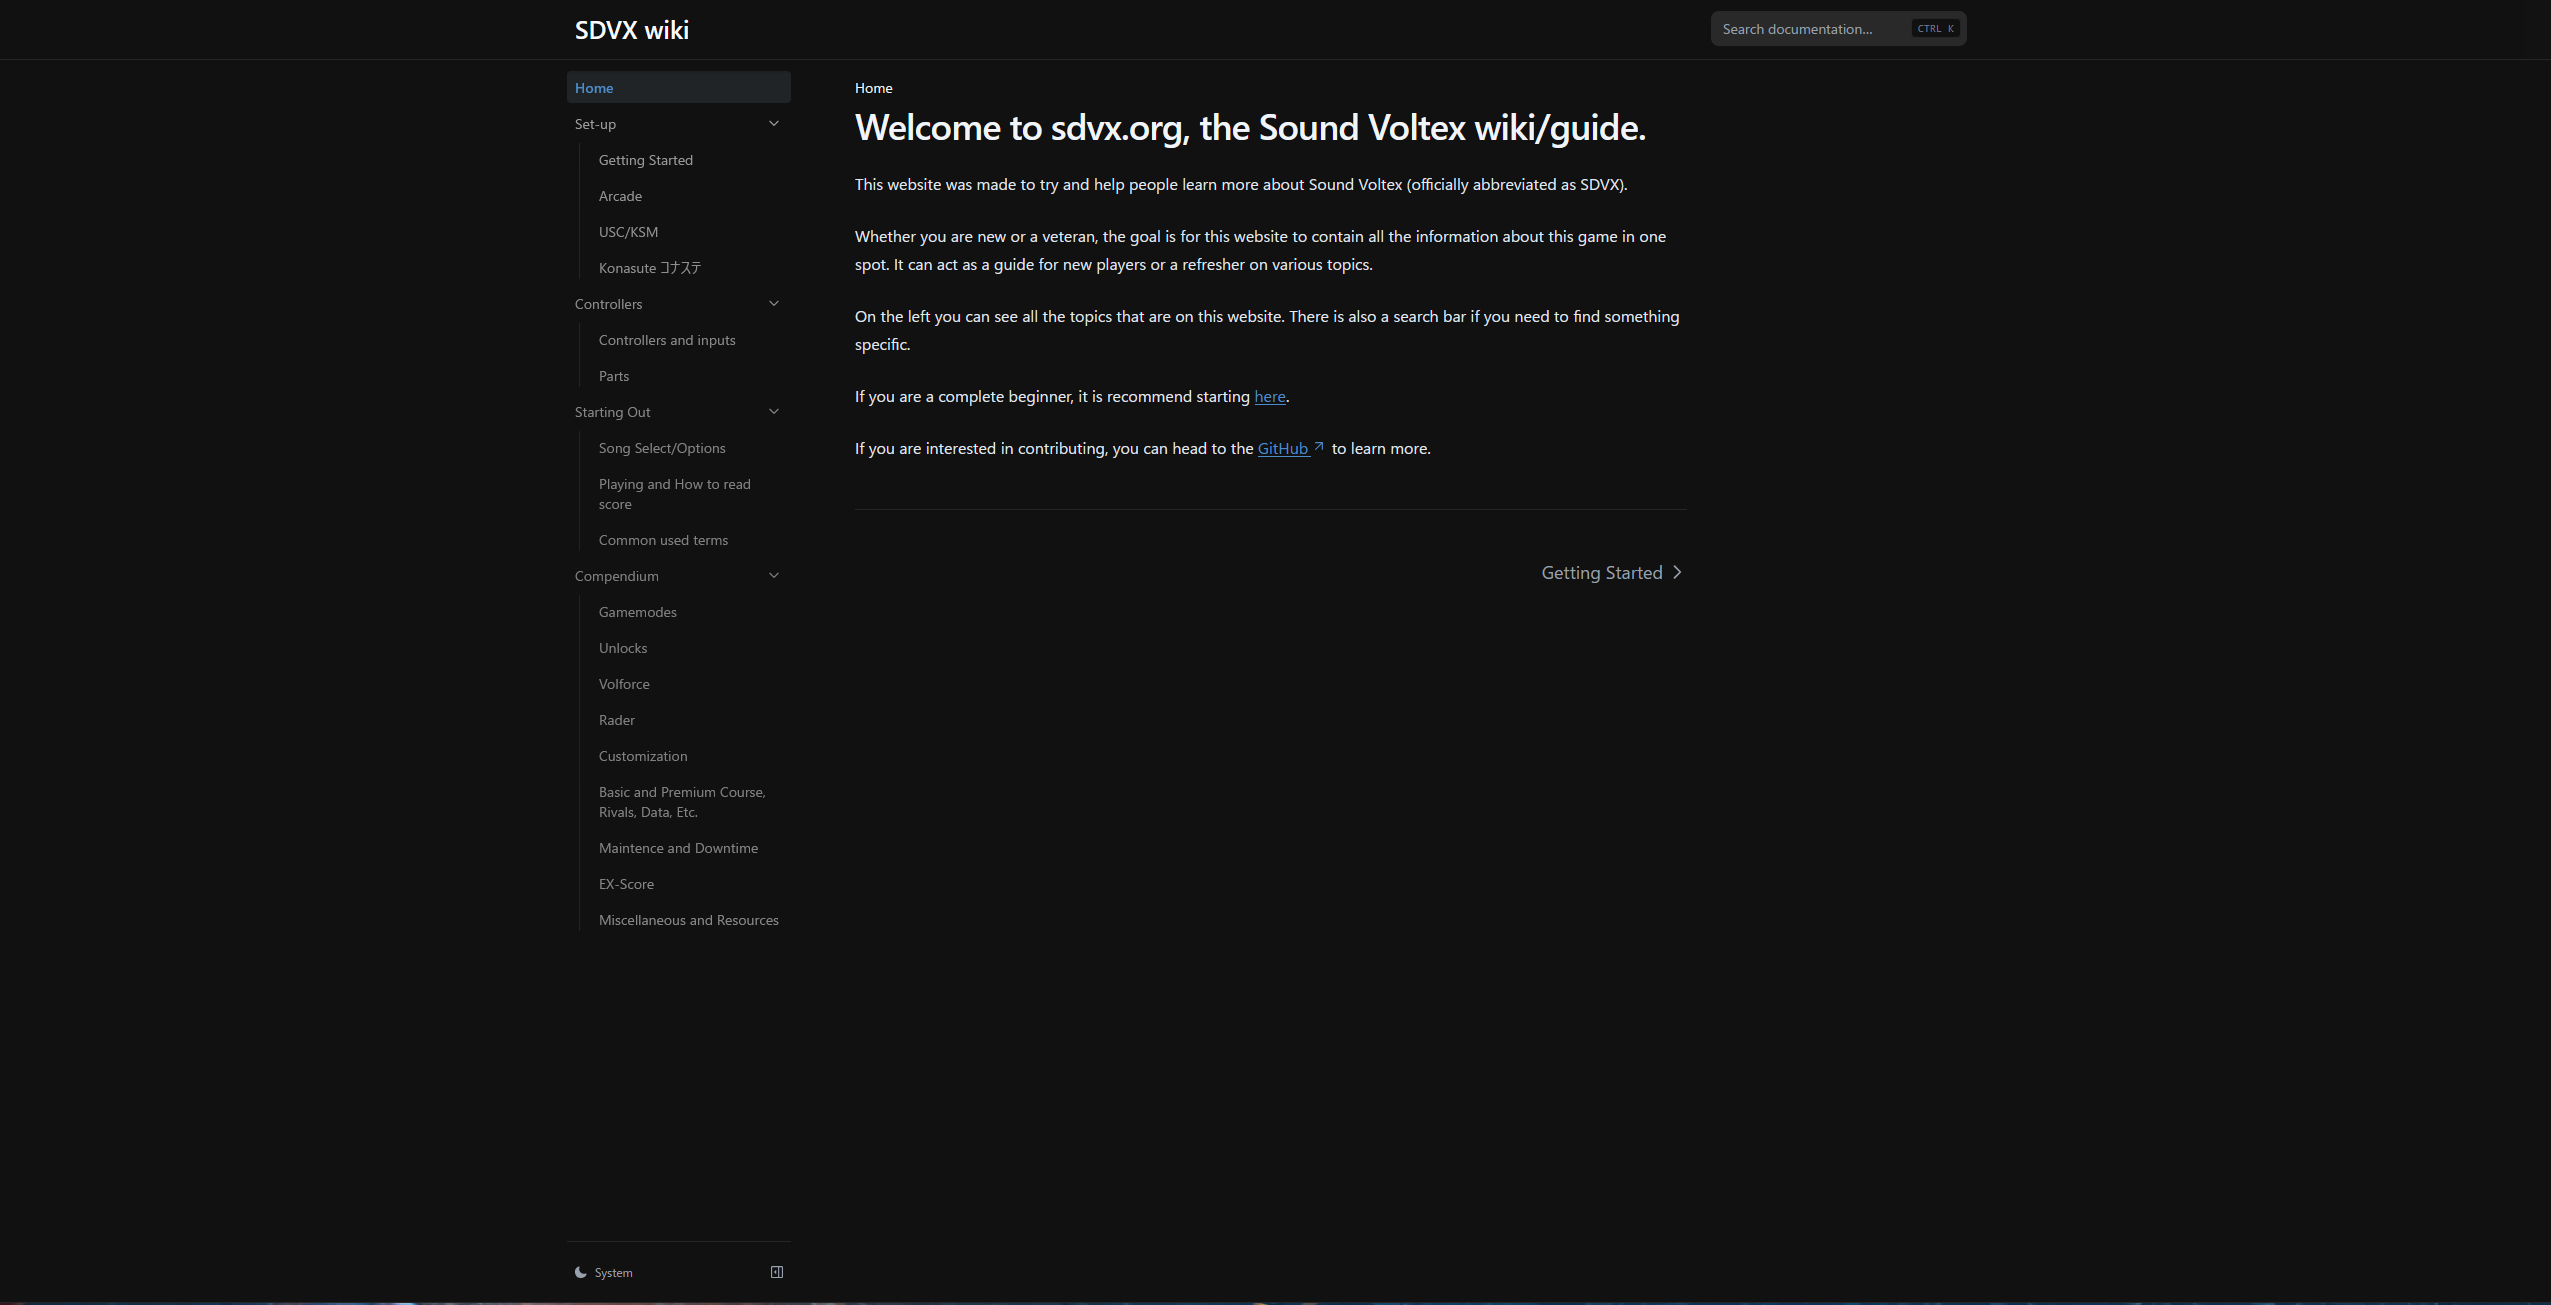 SDVX wiki
Search documentation...
CTRL K
Home
Set-up
Getting Started
Arcade
USC/KSM
Konasute コナステ
Controllers
Controllers and inputs
Parts
Starting Out
Song Select/Options
Playing and How to read
score
Common used terms
Compendium
Gamemodes
Unlocks
Volforce
Rader
Customization
Basic and Premium Course,
Rivals, Data, Etc.
Maintence and Downtime
EX-Score
Miscellaneous and Resources
System
Home
Welcome to sdvx.org, the Sound Voltex wiki/guide.
This website was made to try and help people learn more about Sound Voltex (officially abbreviated as SDVX).
Whether you are new or a veteran, the goal is for this website to contain all the information about this game in one
spot. It can act as a guide for new players or a refresher on various topics.
On the left you can see all the topics that are on this website. There is also a search bar if you need to find something
specific.
If you are a complete beginner, it is recommend starting here.
If you are interested in contributing, you can head to the GitHub to learn more.
Getting Started